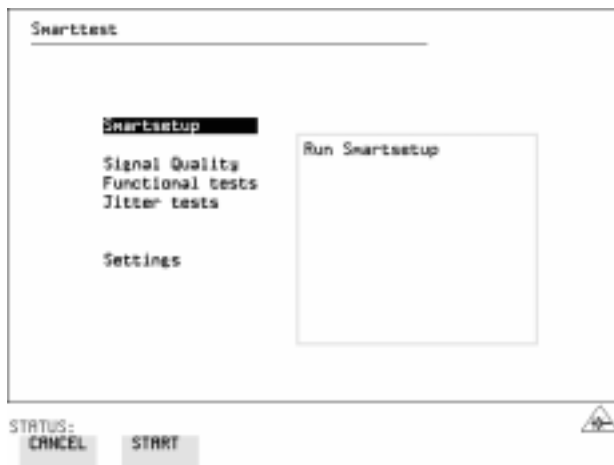 Smarttest
Smartsetup
Run Smartsetup
Signal Quality
Functional tests
Jitter tests
Settings
STATUS:
CANCEL
START